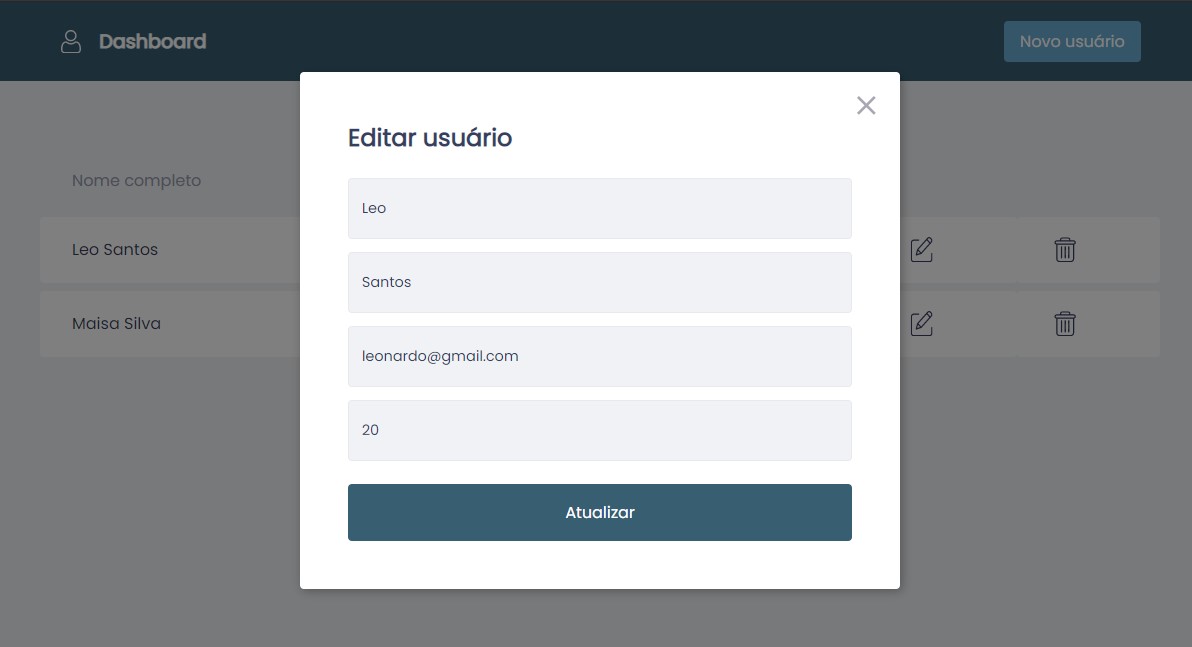 Dashboard
Novo usuário
Editar usuário
Nome completo
Leo
Leo Santos
Santos
Maisa Silva
leonardo@gmail.com
20
Atualizar